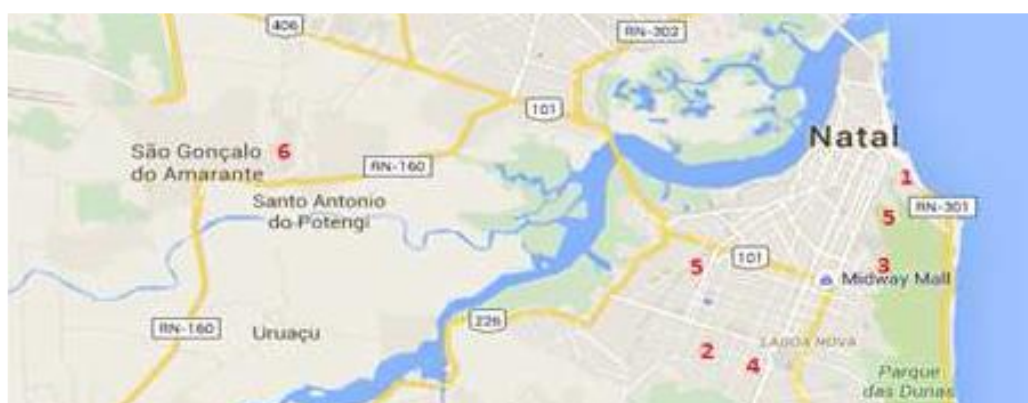 406
RN-302
101
Natal
São Gonçalo
do Amarante
6
RN-160
Santo Antonio
do Potengi
1
RN-301
5
5
101
3
Midway Mall
RN-160
Uruaçu
226
2
4
LAGOA NOVA
Parque
das Dunas